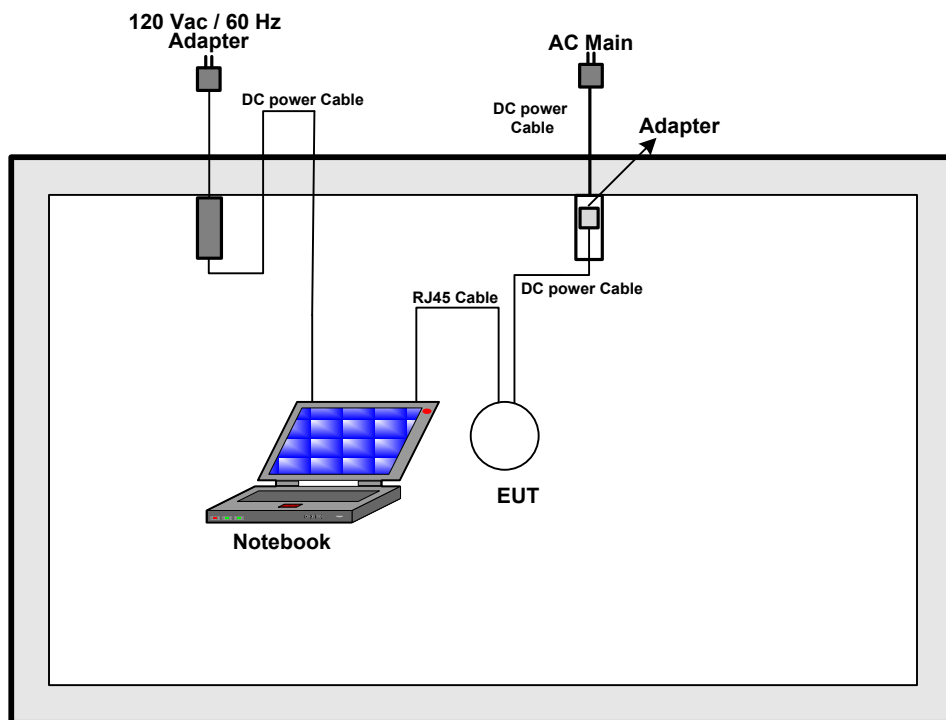 120 Vac / 60 Hz
Adapter
AC Main
DC power Cable
DC power
Cable
Adapter
DC power Cable
RJ45 Cable
EUT
Notebook